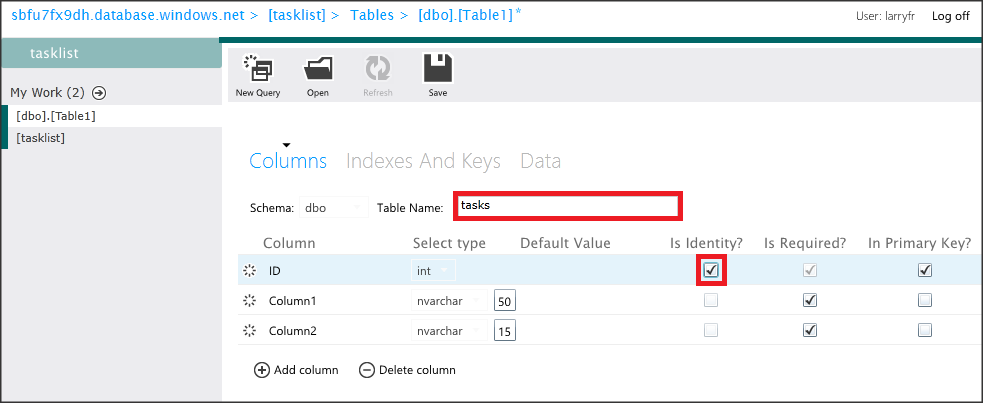 sbfu7fx9dh.database.windows.net > [tasklist] > Tables > [dbo].[Table1]* User: larryfr Log off
tasklist
My Work (2)
[dbo].[Table1]
[tasklist]
New Query Open Refresh Save
Columns Indexes And Keys Data
Schema: dbo Table Name: tasks
Column Select type Default Value Is Identity? Is Required? In Primary Key?
ID int
Column1 nvarchar 50
Column2 nvarchar 15
Add column Delete column